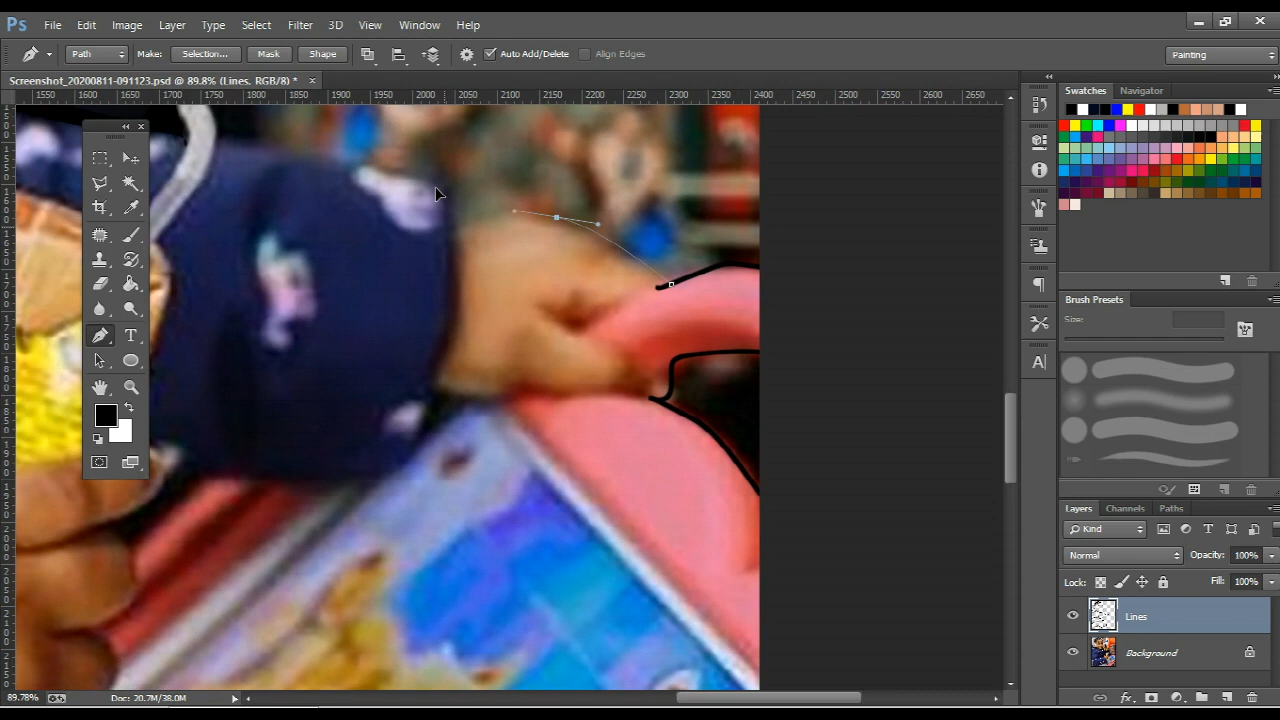 Ps File Edit Image Layer Type Select Filter 3D View Window Help
Path Make: Selection... Mask Shape Auto Add/Delete Align Edges Painting
Screenshot_20200811-091123.psd @ 89.8% (Lines, RGB/8) *
1550 1600 1650 1700 1750 1800 1850 1900 1950 2000 2050 2100 2150 2200 2250 2300 2350 2400 2450 2500 2550 2600 2650
Swatches Navigator
Brush Presets
Size:
Layers Channels Paths
Kind
Normal Opacity: 100%
Lock: Fill: 100%
Lines
Background
89.78% Doc: 20.7M/38.0M